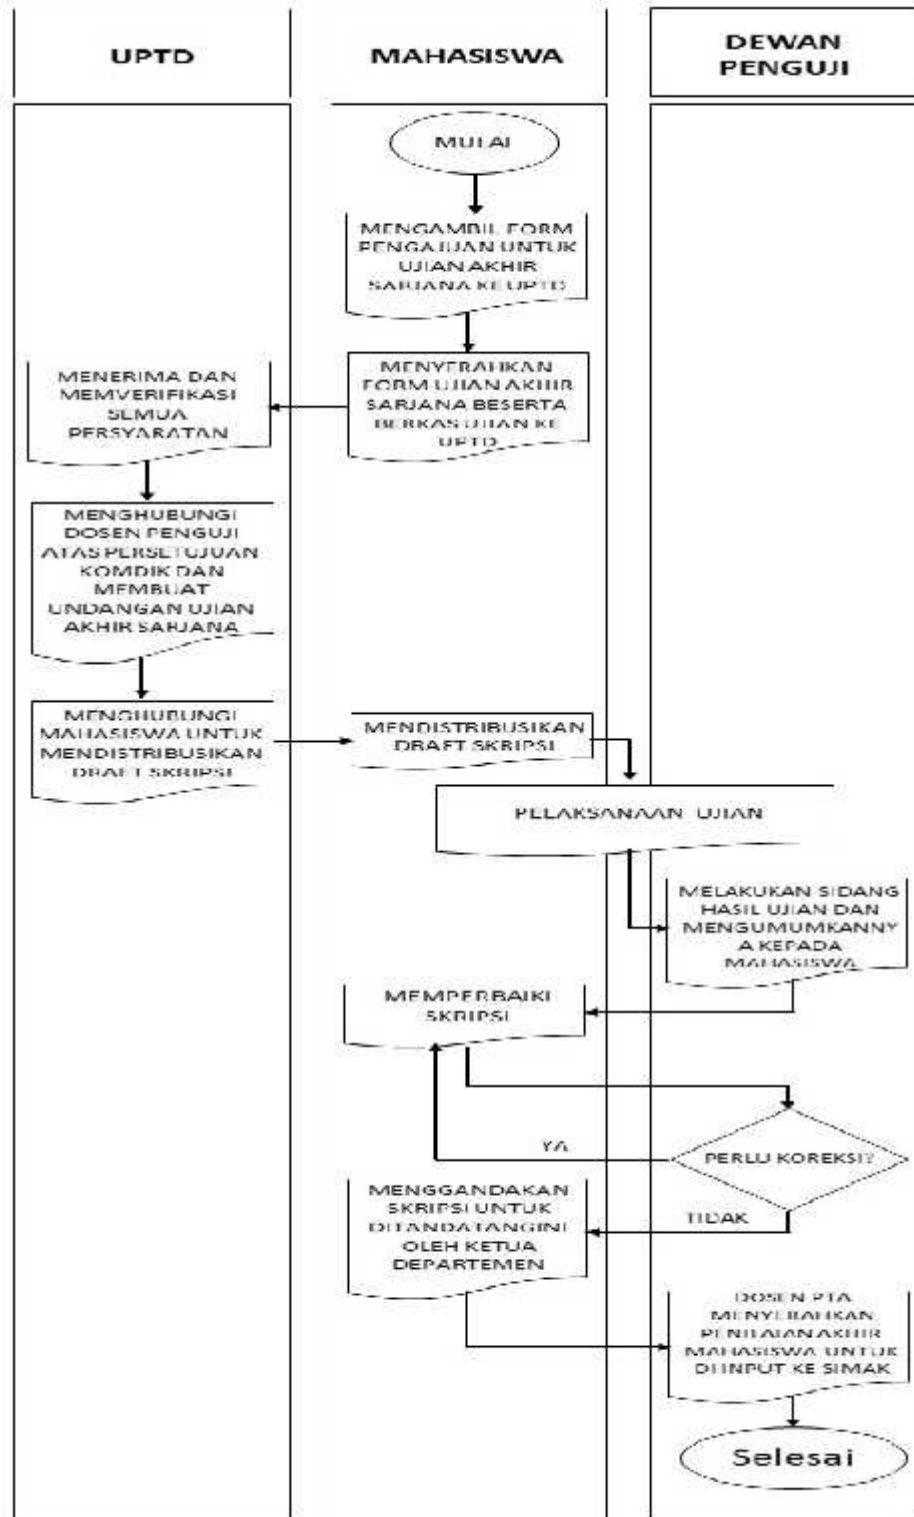 UPTD
MAHASISWA
DEWAN
PENGUJI
MULAI
MENGAMBIL FORM
PENGAJUAN UNTUK
UJIAN AKHIR
SARJANA KE UPTD
MENYERAHKAN
FORM UJIAN AKHIR
SARJANA BESERTA
BERKAS UJIAN KE
UPTD
MENERIMA DAN
MEMVERIFIKASI
SEMUA
PERSYARATAN
MENGHUBUNGI
DOSEN PENGUJI
ATAS PERSETUJUAN
KOMDIK DAN
MEMBUAT
UNDANGAN UJIAN
AKHIR SARJANA
MENGHUBUNGI
MAHASISWA UNTUK
MENDISTRIBUSIKAN
DRAFT SKRIPSI
MENDISTRIBUSIKAN
DRAFT SKRIPSI
PELAKSANAAN UJIAN
MELAKUKAN SIDANG
HASIL UJIAN DAN
MENGUMUMKANNY
A KEPADA
MAHASISWA
MEMPERBAIKI
SKRIPSI
PERLU KOREKSI?
YA
TIDAK
MENGGANDAKAN
SKRIPSI UNTUK
DITANDATANGINI
OLEH KETUA
DEPARTEMEN
DOSEN PTA
MENYERAHKAN
PENILAIAN AKHIR
MAHASISWA UNTUK
DI INPUT KE SIMAK
Selesai